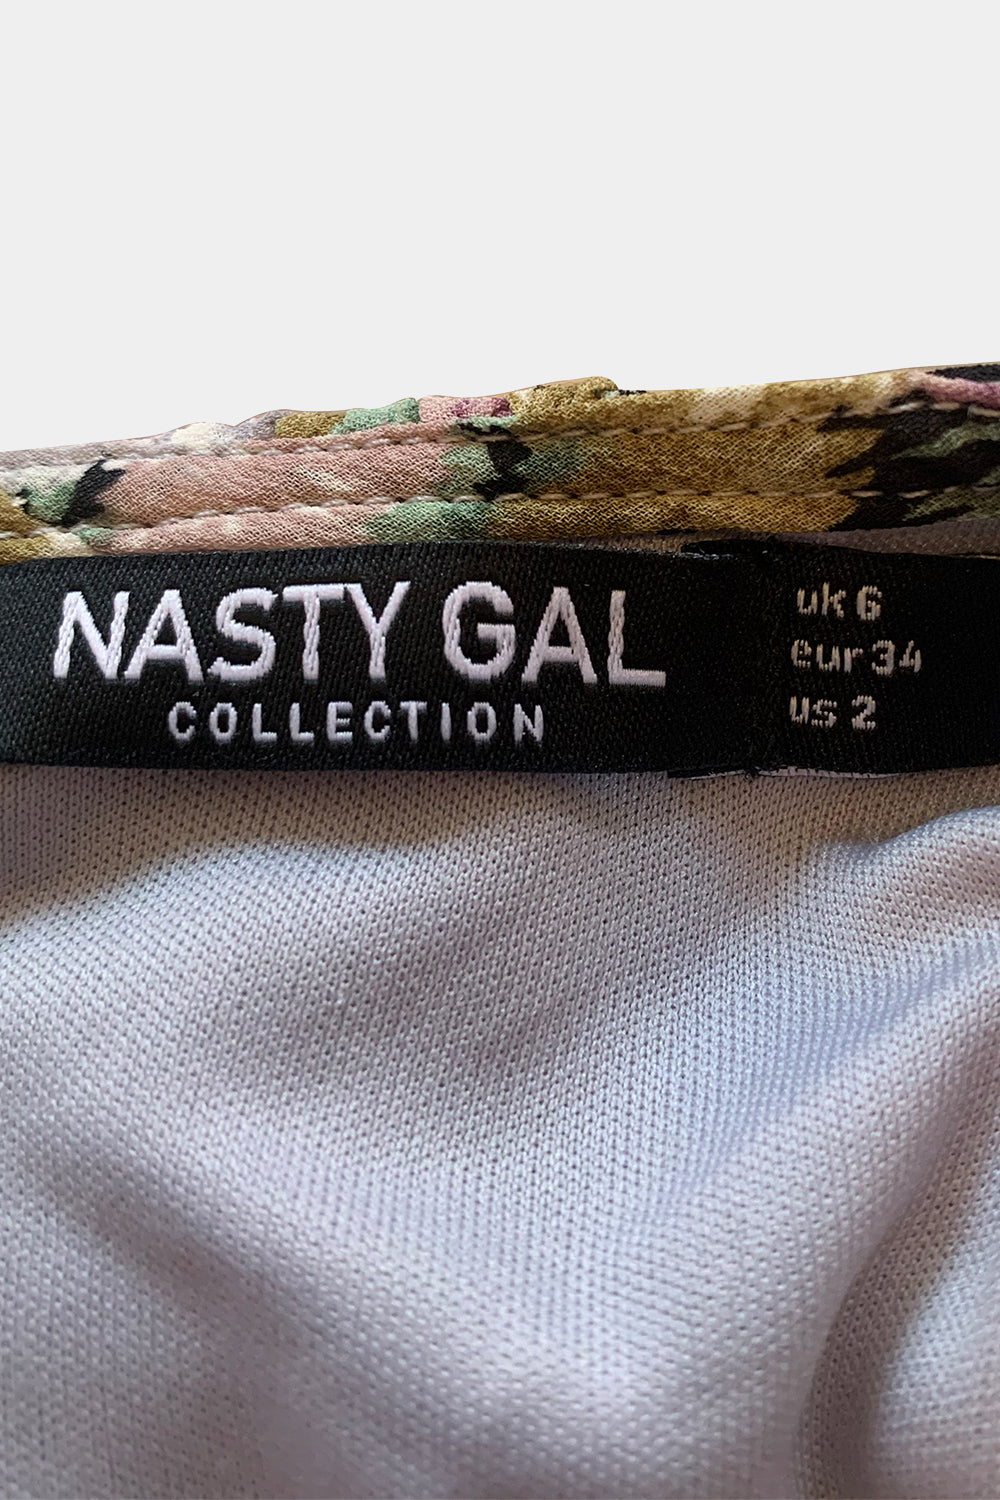 NASTY GAL
COLLECTION
uk 6
eur 34
us 2